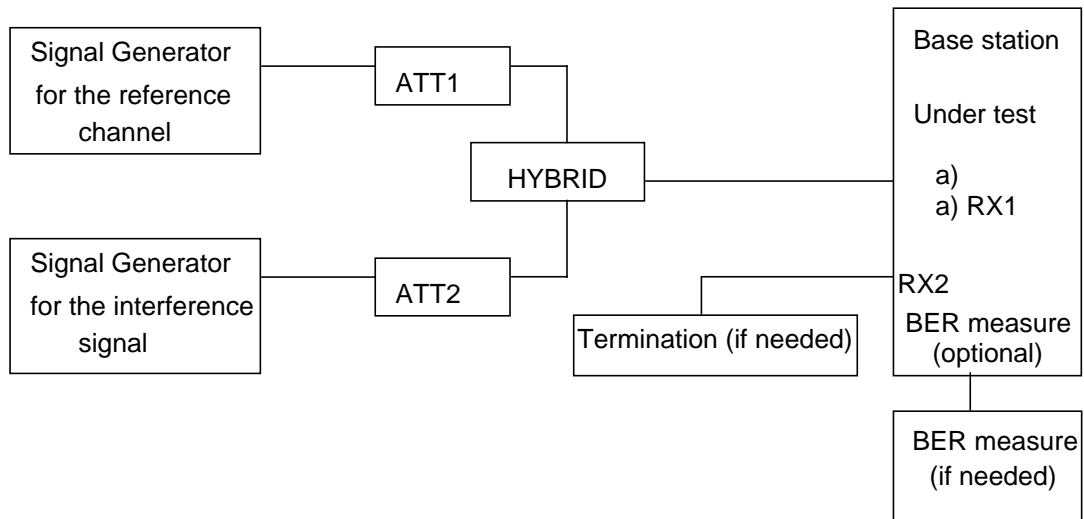 Signal Generator
for the reference
channel
ATT1
HYBRID
Signal Generator
for the interference
signal
ATT2
Termination (if needed)
Base station
Under test
a)
a) RX1
RX2
BER measure
(optional)
BER measure
(if needed)